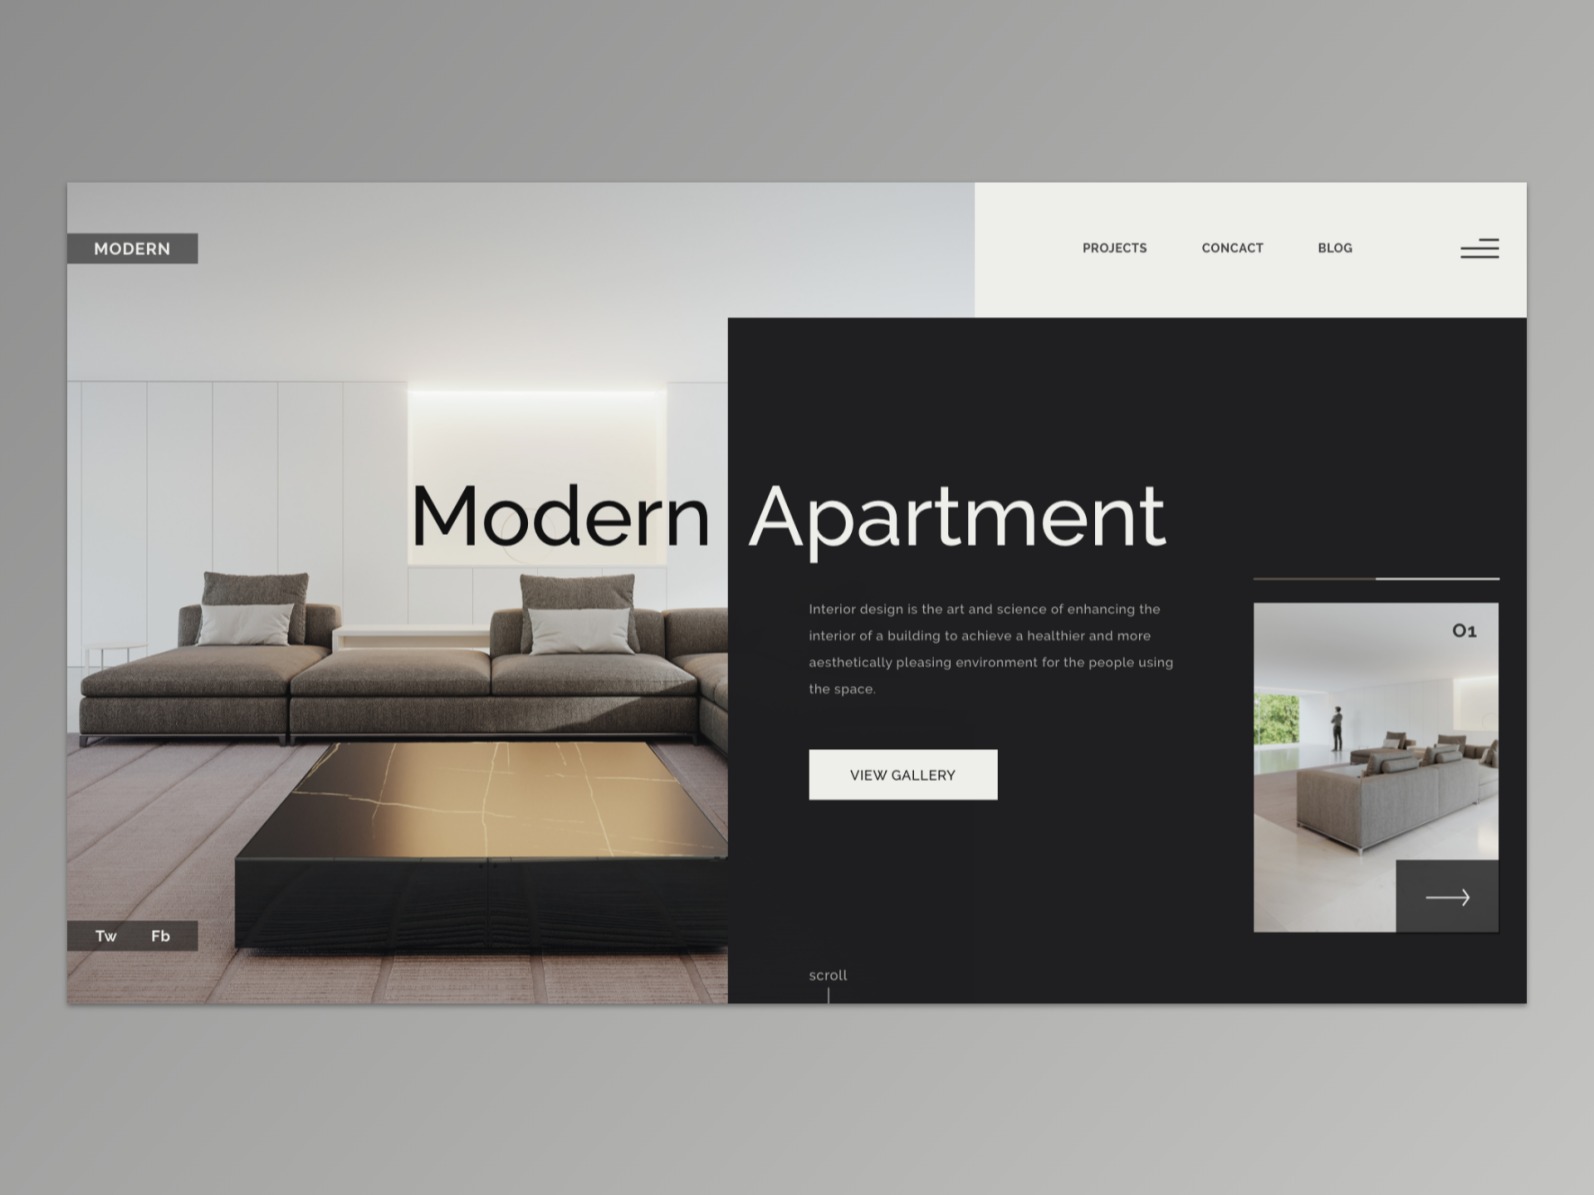 MODERN
PROJECTS
CONCACT
BLOG
Modern Apartment
Interior design is the art and science of enhancing the
interior of a building to achieve a healthier and more
aesthetically pleasing environment for the people using
the space.
VIEW GALLERY
01
Tw
Fb
scroll